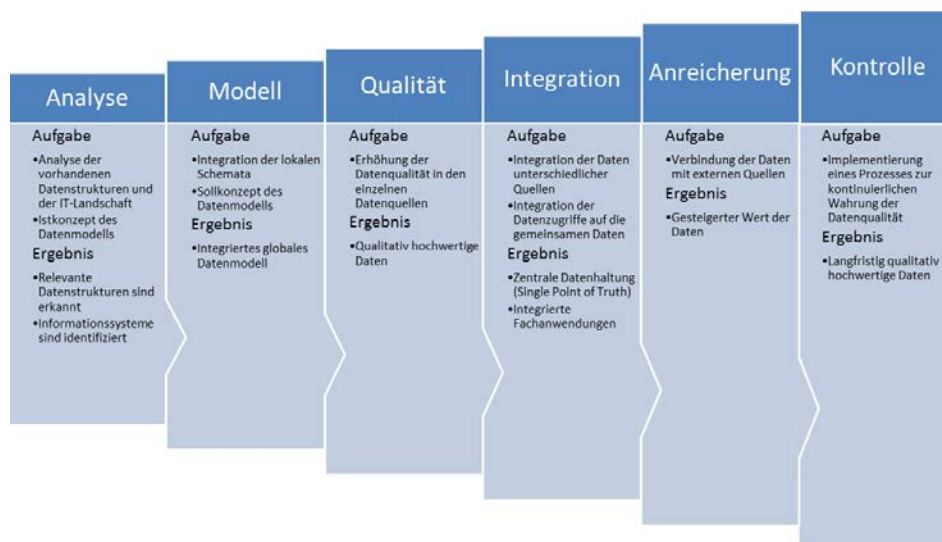 Analyse
Aufgabe
•Analyse der
vorhandenen
Datenstrukturen und
der IT-Landschaft
•Istkonzept des
Datenmodells
Ergebnis
•Relevante
Datenstrukturen sind
erkannt
•Informationssysteme
sind identifiziert
Modell
Aufgabe
•Integration der lokalen
Schemata
•Sollkonzept des
Datenmodells
Ergebnis
•Integriertes globales
Datenmodell
Qualität
Aufgabe
•Erhöhung der
Datenqualität in den
einzelnen
Datenquellen
Ergebnis
•Qualitativ hochwertige
Daten
Integration
Aufgabe
•Integration der Daten
unterschiedlicher
Quellen
•Integration der
Datenzugriffe auf die
gemeinsamen Daten
Ergebnis
•Zentrale Datenhaltung
(Single Point of Truth)
•Integrierte
Fachanwendungen
Anreicherung
Aufgabe
•Verbindung der Daten
mit externen Quellen
Ergebnis
•Gesteigerter Wert der
Daten
Kontrolle
Aufgabe
•Implementierung
eines Prozesses zur
kontinuierlichen
Wahrung der
Datenqualität
Ergebnis
•Langfristig qualitativ
hochwertige Daten